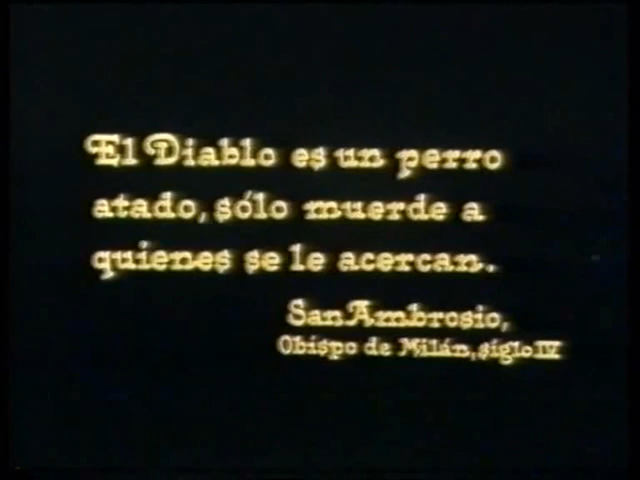 El Diablo es un perro
atado, sólo muerde a
quienes se le acercan.
San Ambrosio,
Obispo de Milán, siglo IV